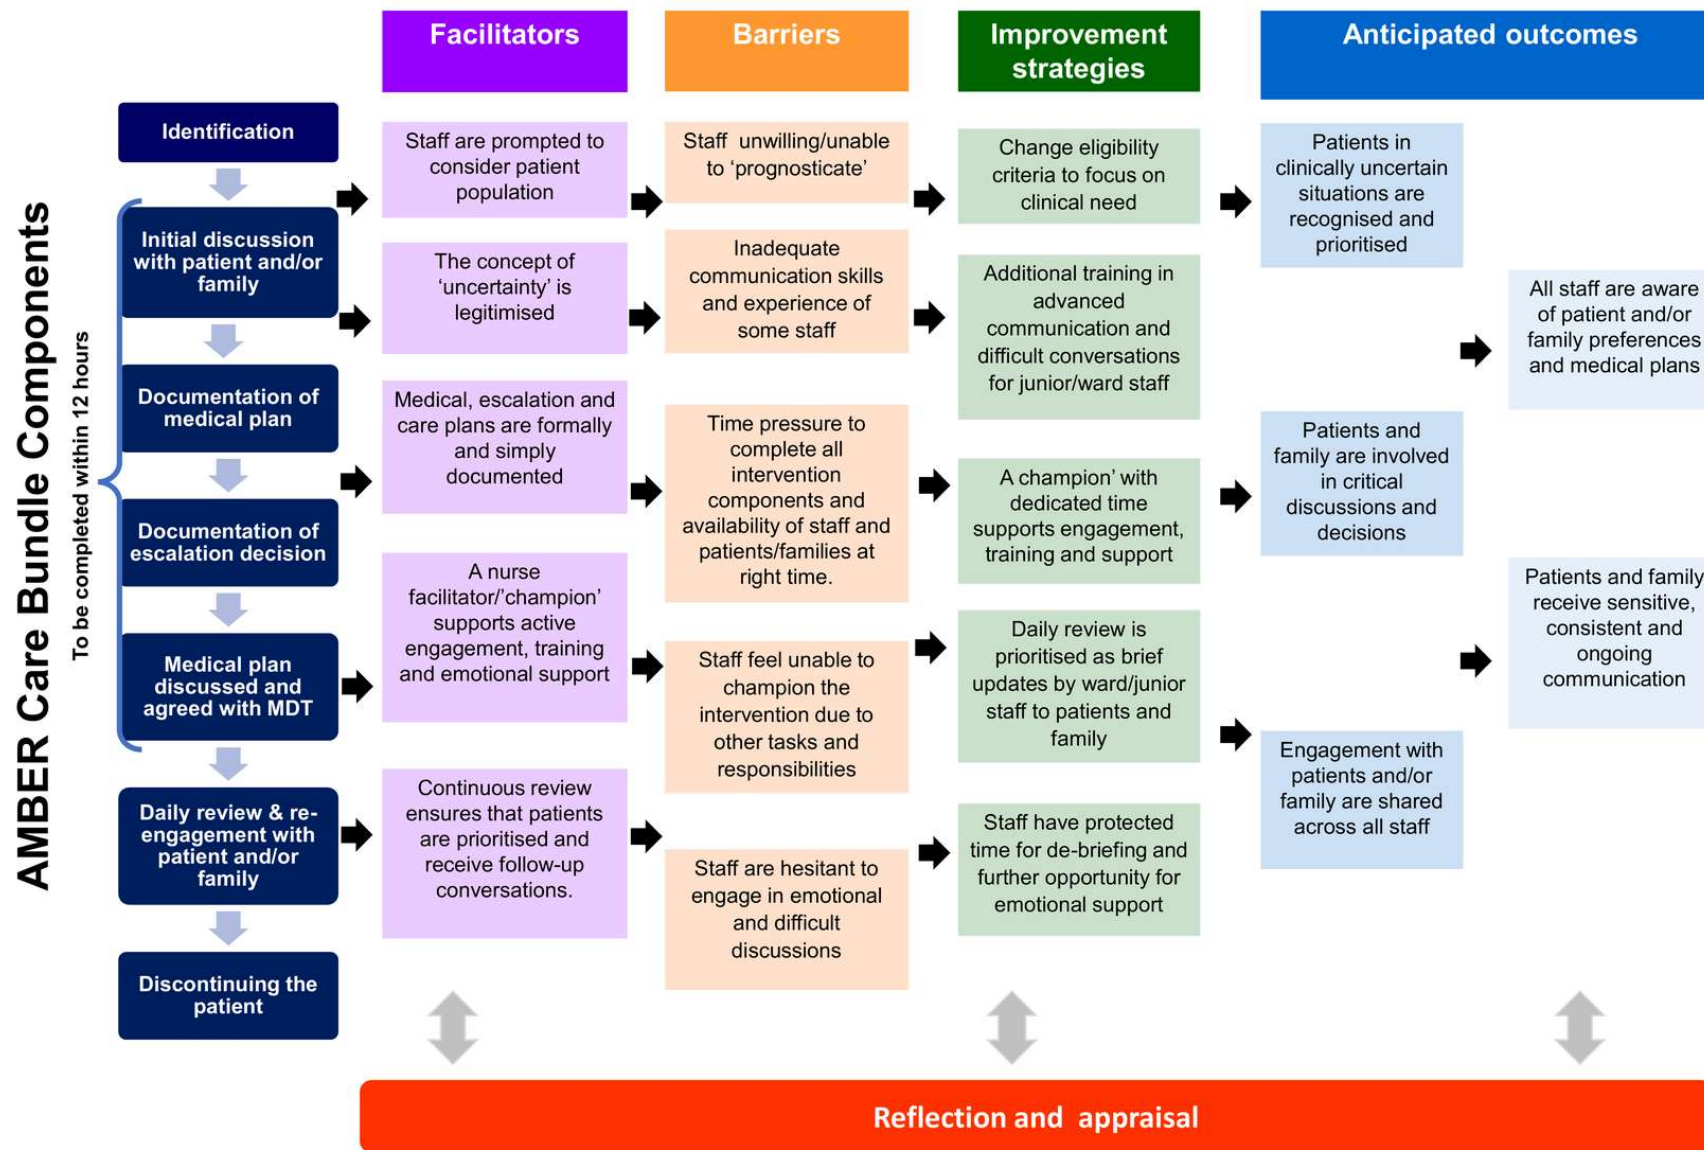 Facilitators
Barriers
Improvement
strategies
Anticipated outcomes
AMBER Care Bundle Components
To be completed within 12 hours
Identification
Initial discussion
with patient and/or
family
Documentation of
medical plan
Documentation of
escalation decision
Medical plan
discussed and
agreed with MDT
Daily review & re-
engagement with
patient and/or
family
Discontinuing the
patient
Staff are prompted to
consider patient
population
The concept of
‘uncertainty’ is
legitimised
Medical, escalation and
care plans are formally
and simply
documented
A nurse
facilitator/’champion’
supports active
engagement, training
and emotional support
Continuous review
ensures that patients
are prioritised and
receive follow-up
conversations.
Staff unwilling/unable
to ‘prognosticate’
Inadequate
communication skills
and experience of
some staff
Time pressure to
complete all
intervention
components and
availability of staff and
patients/families at
right time.
Staff feel unable to
champion the
intervention due to
other tasks and
responsibilities
Staff are hesitant to
engage in emotional
and difficult
discussions
Change eligibility
criteria to focus on
clinical need
Additional training in
advanced
communication and
difficult conversations
for junior/ward staff
A champion’ with
dedicated time
supports engagement,
training and support
Daily review is
prioritised as brief
updates by ward/junior
staff to patients and
family
Staff have protected
time for de-briefing and
further opportunity for
emotional support
Patients in
clinically uncertain
situations are
recognised and
prioritised
Patients and
family are involved
in critical
discussions and
decisions
Engagement with
patients and/or
family are shared
across all staff
All staff are aware
of patient and/or
family preferences
and medical plans
Patients and family
receive sensitive,
consistent and
ongoing
communication
Reflection and appraisal